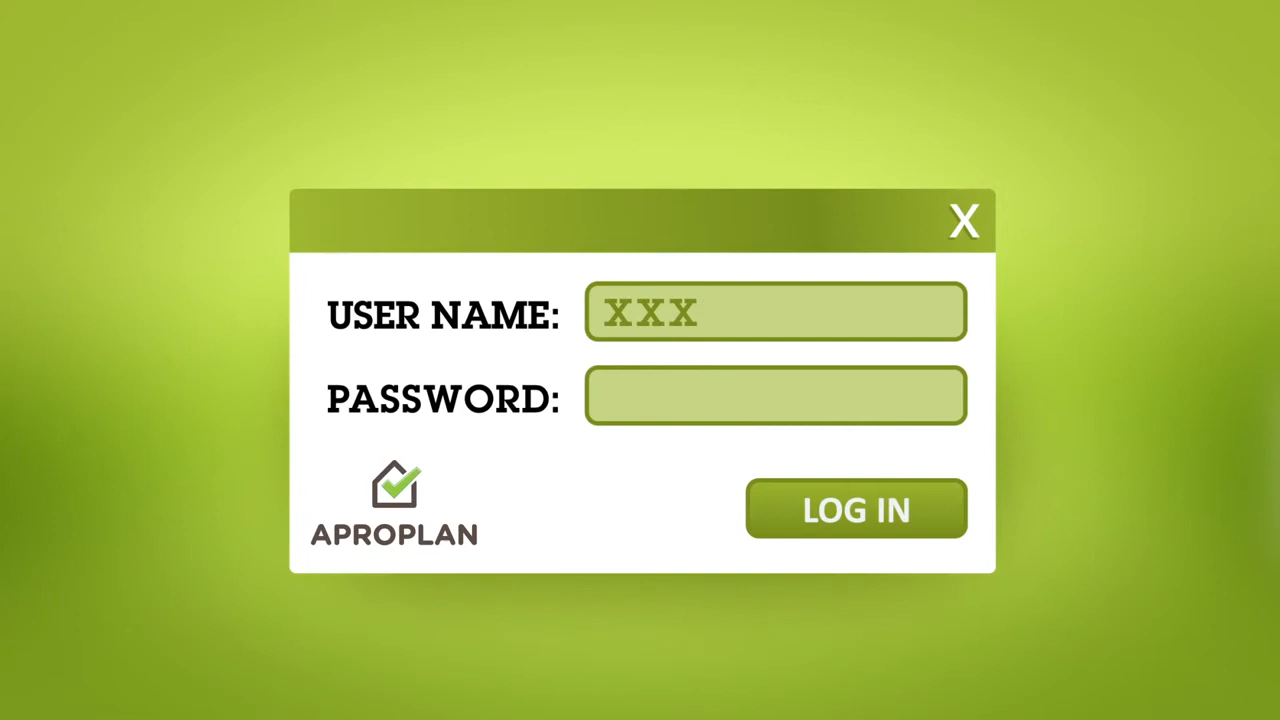 X
USER NAME: XXX
PASSWORD:
APROPLAN
LOG IN